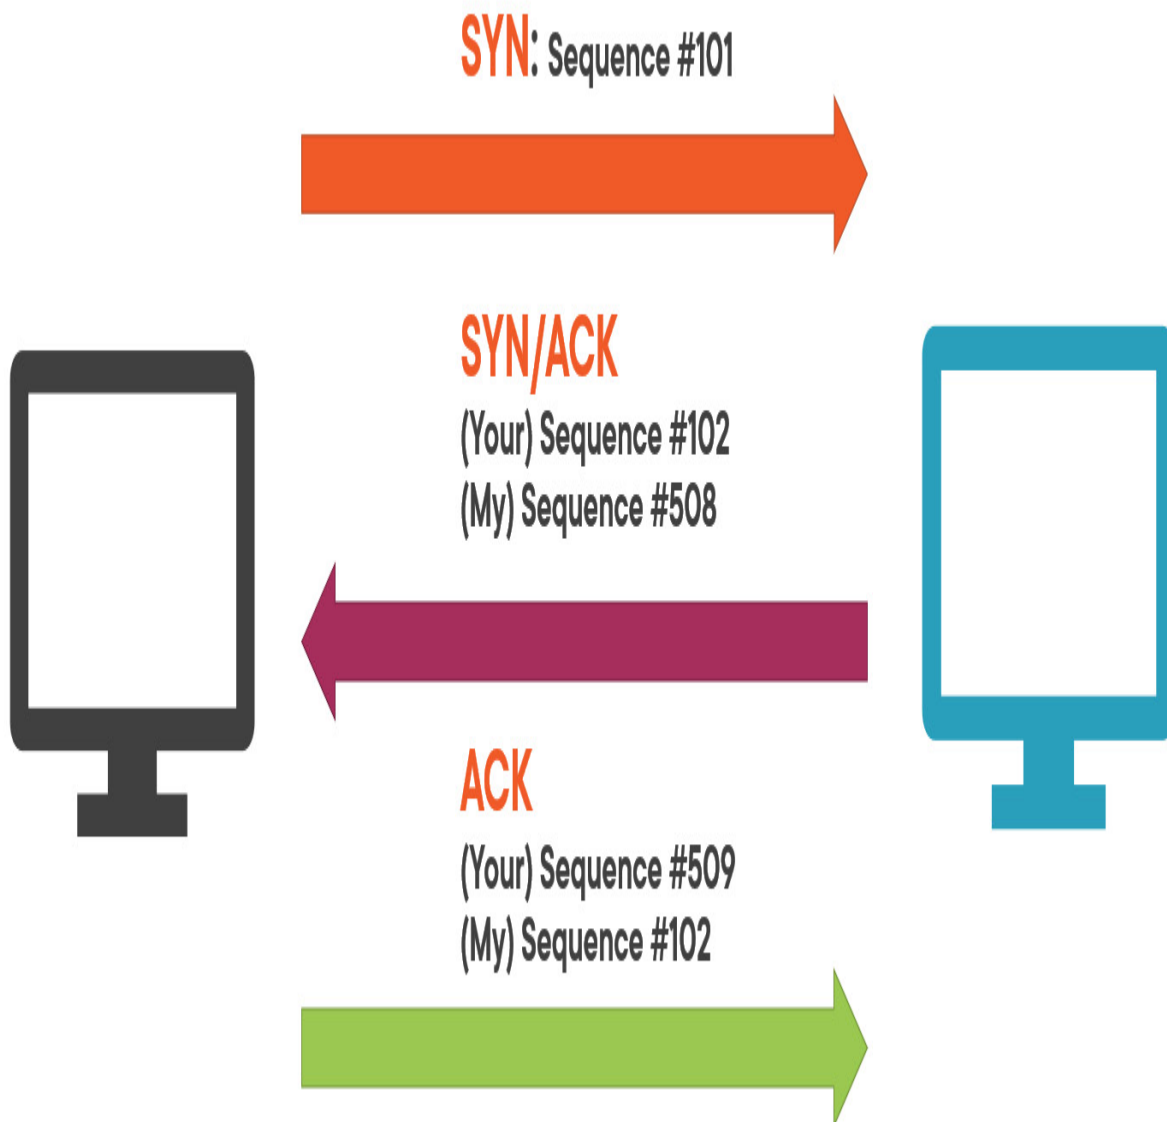 SYN: Sequence #101
SYN/ACK
(Your) Sequence #102
(My) Sequence #508
ACK
(Your) Sequence #509
(My) Sequence #102